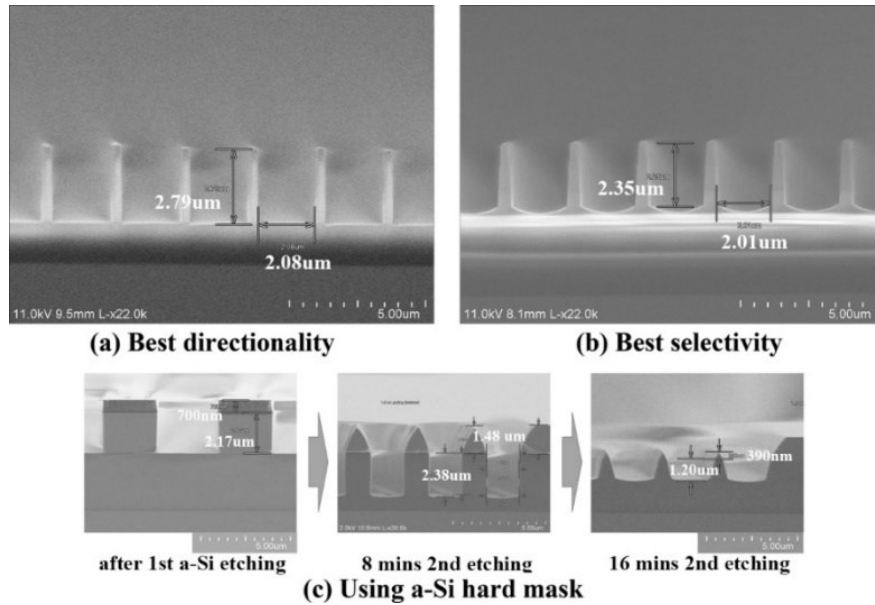 2.79um
2.08um
11.0kV 9.5mm L-x22.0k
5.00um
(a) Best directionality
2.35um
2.01um
11.0kV 8.1mm L-x22.0k
5.00um
(b) Best selectivity
700nm
2.17um
5.00um
after 1st a-Si etching
1.48 um
2.38um
5.00um
8 mins 2nd etching
1.20um
390nm
5.00um
16 mins 2nd etching
(c) Using a-Si hard mask